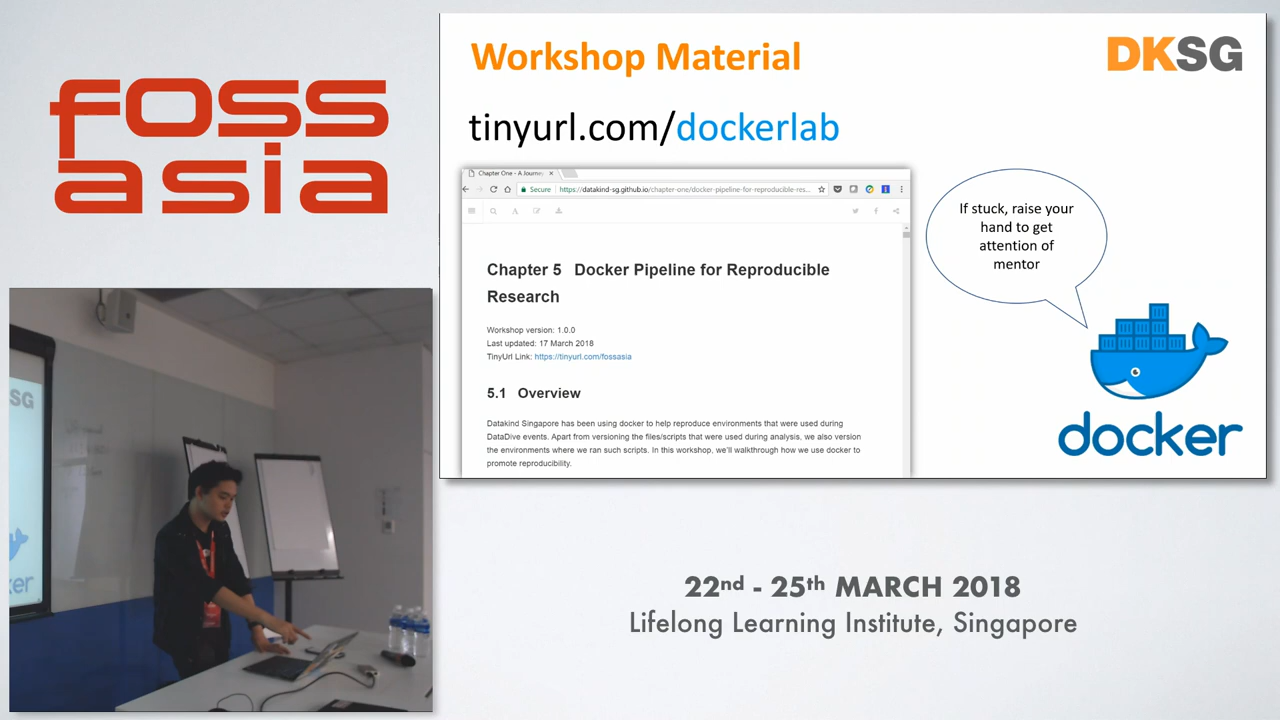 foss
asia
Workshop Material
DKSG
tinyurl.com/dockerlab
Chapter One - A Journe
Secure
https://datakind-sg.github.io/chapter-one/docker-pipeline-for-reproducible-res...
Chapter 5 Docker Pipeline for Reproducible
Research
Workshop version: 1.0.0
Last updated: 17 March 2018
TinyUrl Link: https://tinyurl.com/fossasia
5.1 Overview
Datakind Singapore has been using docker to help reproduce environments that were used during
DataDive events. Apart from versioning the files/scripts that were used during analysis, we also version
the environments where we ran such scripts. In this workshop, we'll walkthrough how we use docker to
promote reproducibility.
If stuck, raise your
hand to get
attention of
mentor
docker
SG
er
22nd - 25th MARCH 2018
Lifelong Learning Institute, Singapore